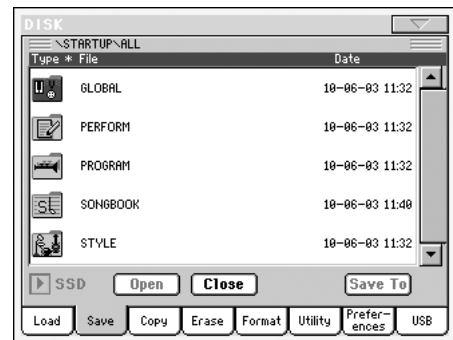 DISK
\STARTUP\ALL
Type * File Date
GLOBAL 10-06-03 11:32
PERFORM 10-06-03 11:32
PROGRAM 10-06-03 11:32
SL SONGBOOK 10-06-03 11:40
STYLE 10-06-03 11:32
SSD Open Close Save To
Load Save Copy Erase Format Utility Prefer-
ences USB